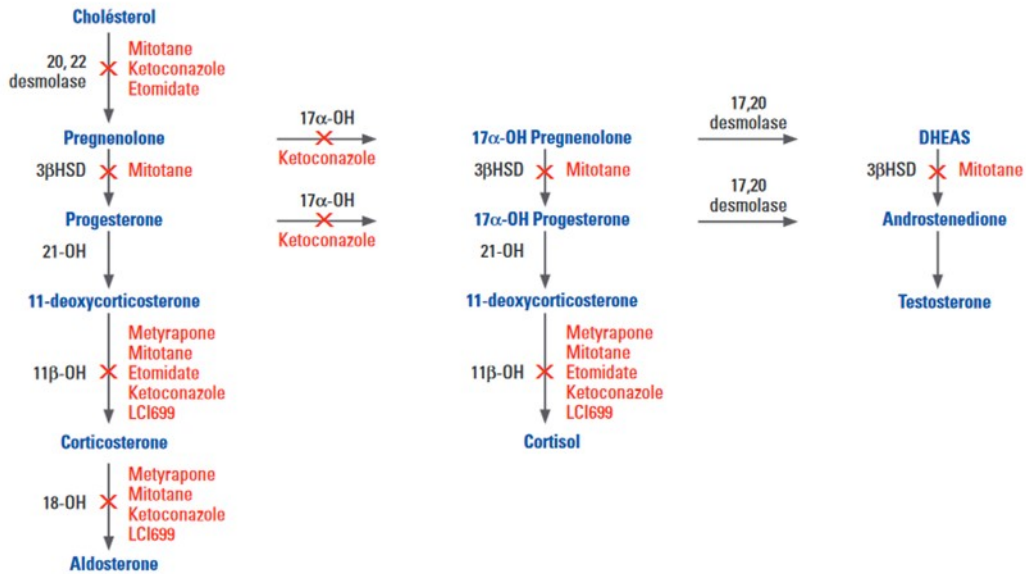 Cholésterol
20, 22
desmolase
Mitotane
Ketoconazole
Etomidate
Pregnenolone
17α-OH
Ketoconazole
17α-OH Pregnenolone
17,20
desmolase
DHEAS
3βHSD
Mitotane
3βHSD
Mitotane
3βHSD
Mitotane
Progesterone
17α-OH
Ketoconazole
17α-OH Progesterone
17,20
desmolase
Androstenedione
21-OH
21-OH
11-deoxycorticosterone
11-deoxycorticosterone
Testosterone
11β-OH
Metyrapone
Mitotane
Etomidate
Ketoconazole
LCI699
11β-OH
Metyrapone
Mitotane
Etomidate
Ketoconazole
LCI699
Corticosterone
Cortisol
18-OH
Metyrapone
Mitotane
Ketoconazole
LCI699
Aldosterone